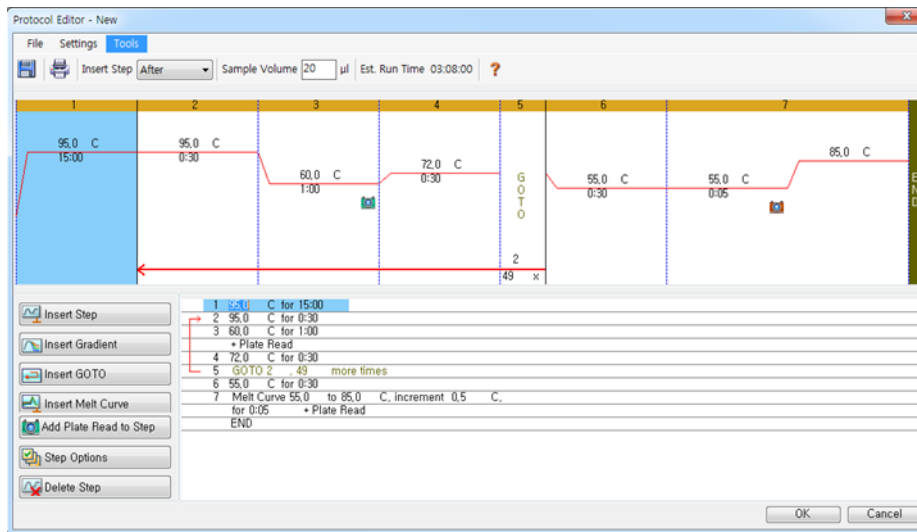 Protocol Editor - New
File Settings Tools
Insert Step After Sample Volume 20 μl Est. Run Time 03:08:00 ?
1 2 3 4 5 6 7
95,0 C
15:00
95,0 C
0:30
60,0 C
1:00
72,0 C
0:30
GOTO
2
49 x
55,0 C
0:30
55,0 C
0:05
85,0 C
END
Insert Step
Insert Gradient
Insert GOTO
Insert Melt Curve
Add Plate Read to Step
Step Options
Delete Step
1 95,0 C for 15:00
2 95,0 C for 0:30
3 60,0 C for 1:00
+ Plate Read
4 72,0 C for 0:30
5 GOTO 2 , 49 more times
6 55,0 C for 0:30
7 Melt Curve 55,0 to 85,0 C, increment 0,5 C,
for 0:05 + Plate Read
END
OK Cancel